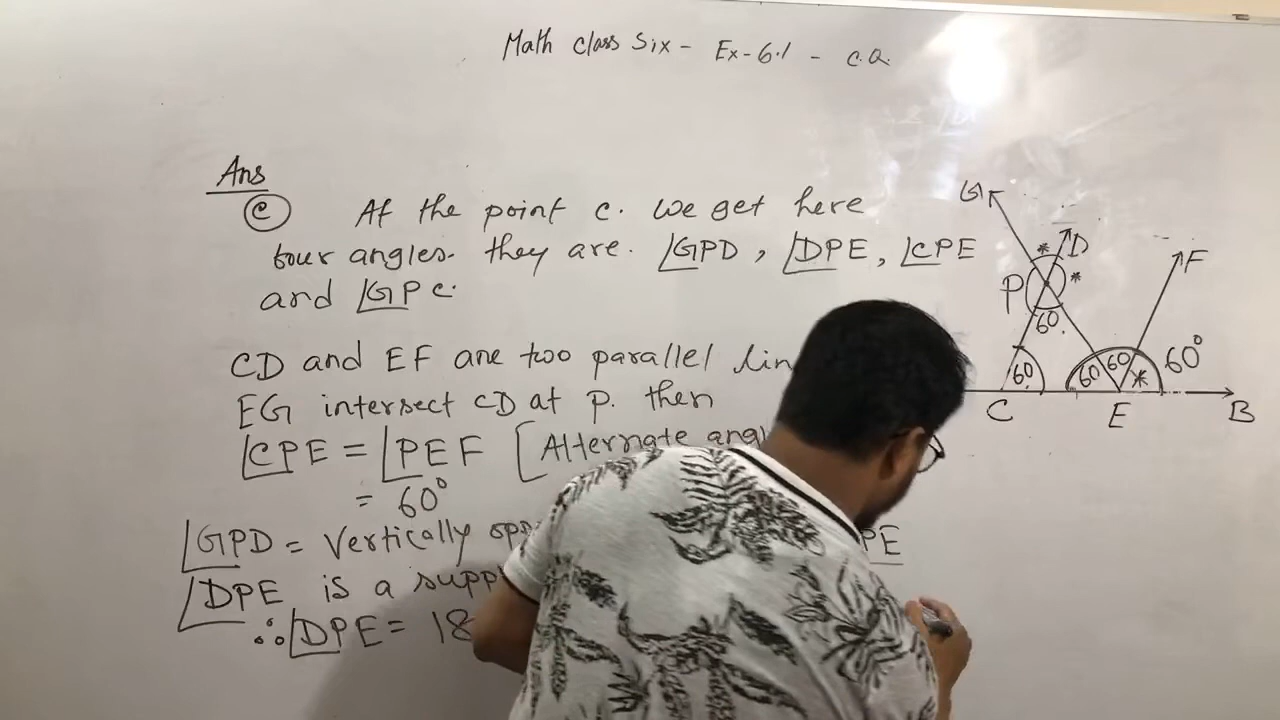 Math class Six - Ex-6.1 - C.Q.
Ans
ⓒ At the point c. We get here
four angles. they are. ∠GPD, ∠DPE, ∠CPE
and ∠GPC.
CD and EF are two parallel lin
EG intersect CD at P. then
∠CPE = ∠PEF [Alternate ang
= 60°
∠GPD = Vertically opp PE
∠DPE is a supp
∴ ∠DPE = 18
G
D
F
P
*
*
60.
60
60
60
*
60°
C E B